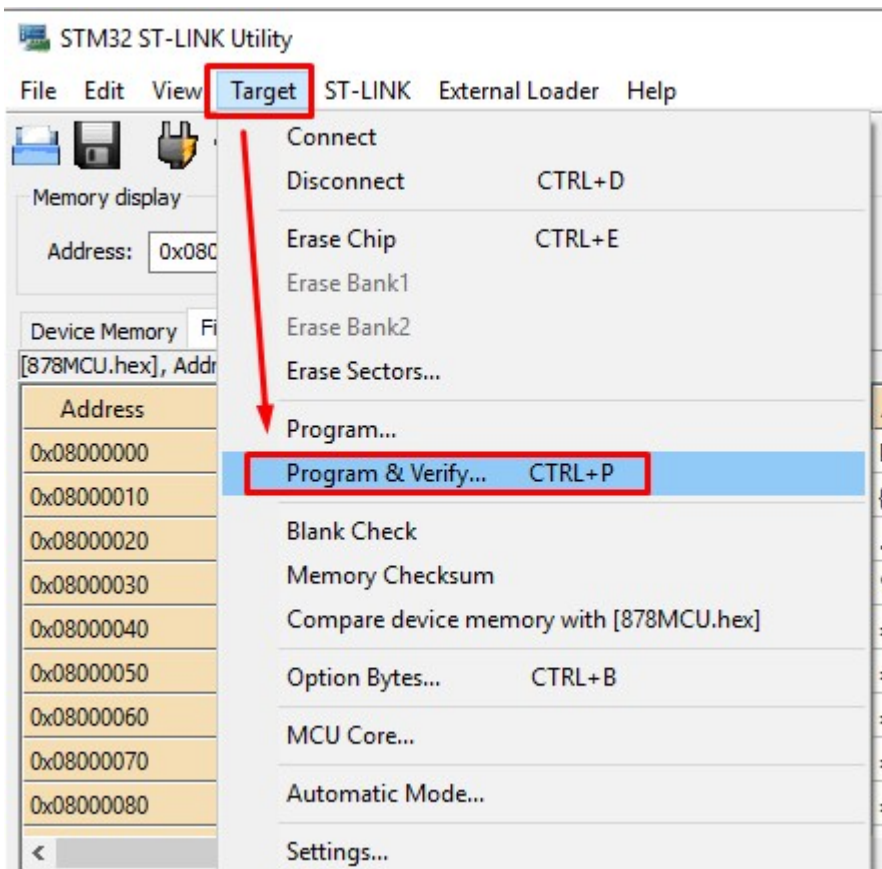 STM32 ST-LINK Utility
File Edit View Target ST-LINK External Loader Help
Connect
Disconnect CTRL+D
Memory display
Erase Chip CTRL+E
Address: 0x080
Erase Bank1
Erase Bank2
Device Memory Fi
[878MCU.hex], Addr
Erase Sectors...
Address
Program...
0x08000000
Program & Verify... CTRL+P
0x08000010
Blank Check
0x08000020
Memory Checksum
0x08000030
Compare device memory with [878MCU.hex]
0x08000040
0x08000050
Option Bytes... CTRL+B
0x08000060
MCU Core...
0x08000070
Automatic Mode...
0x08000080
Settings...